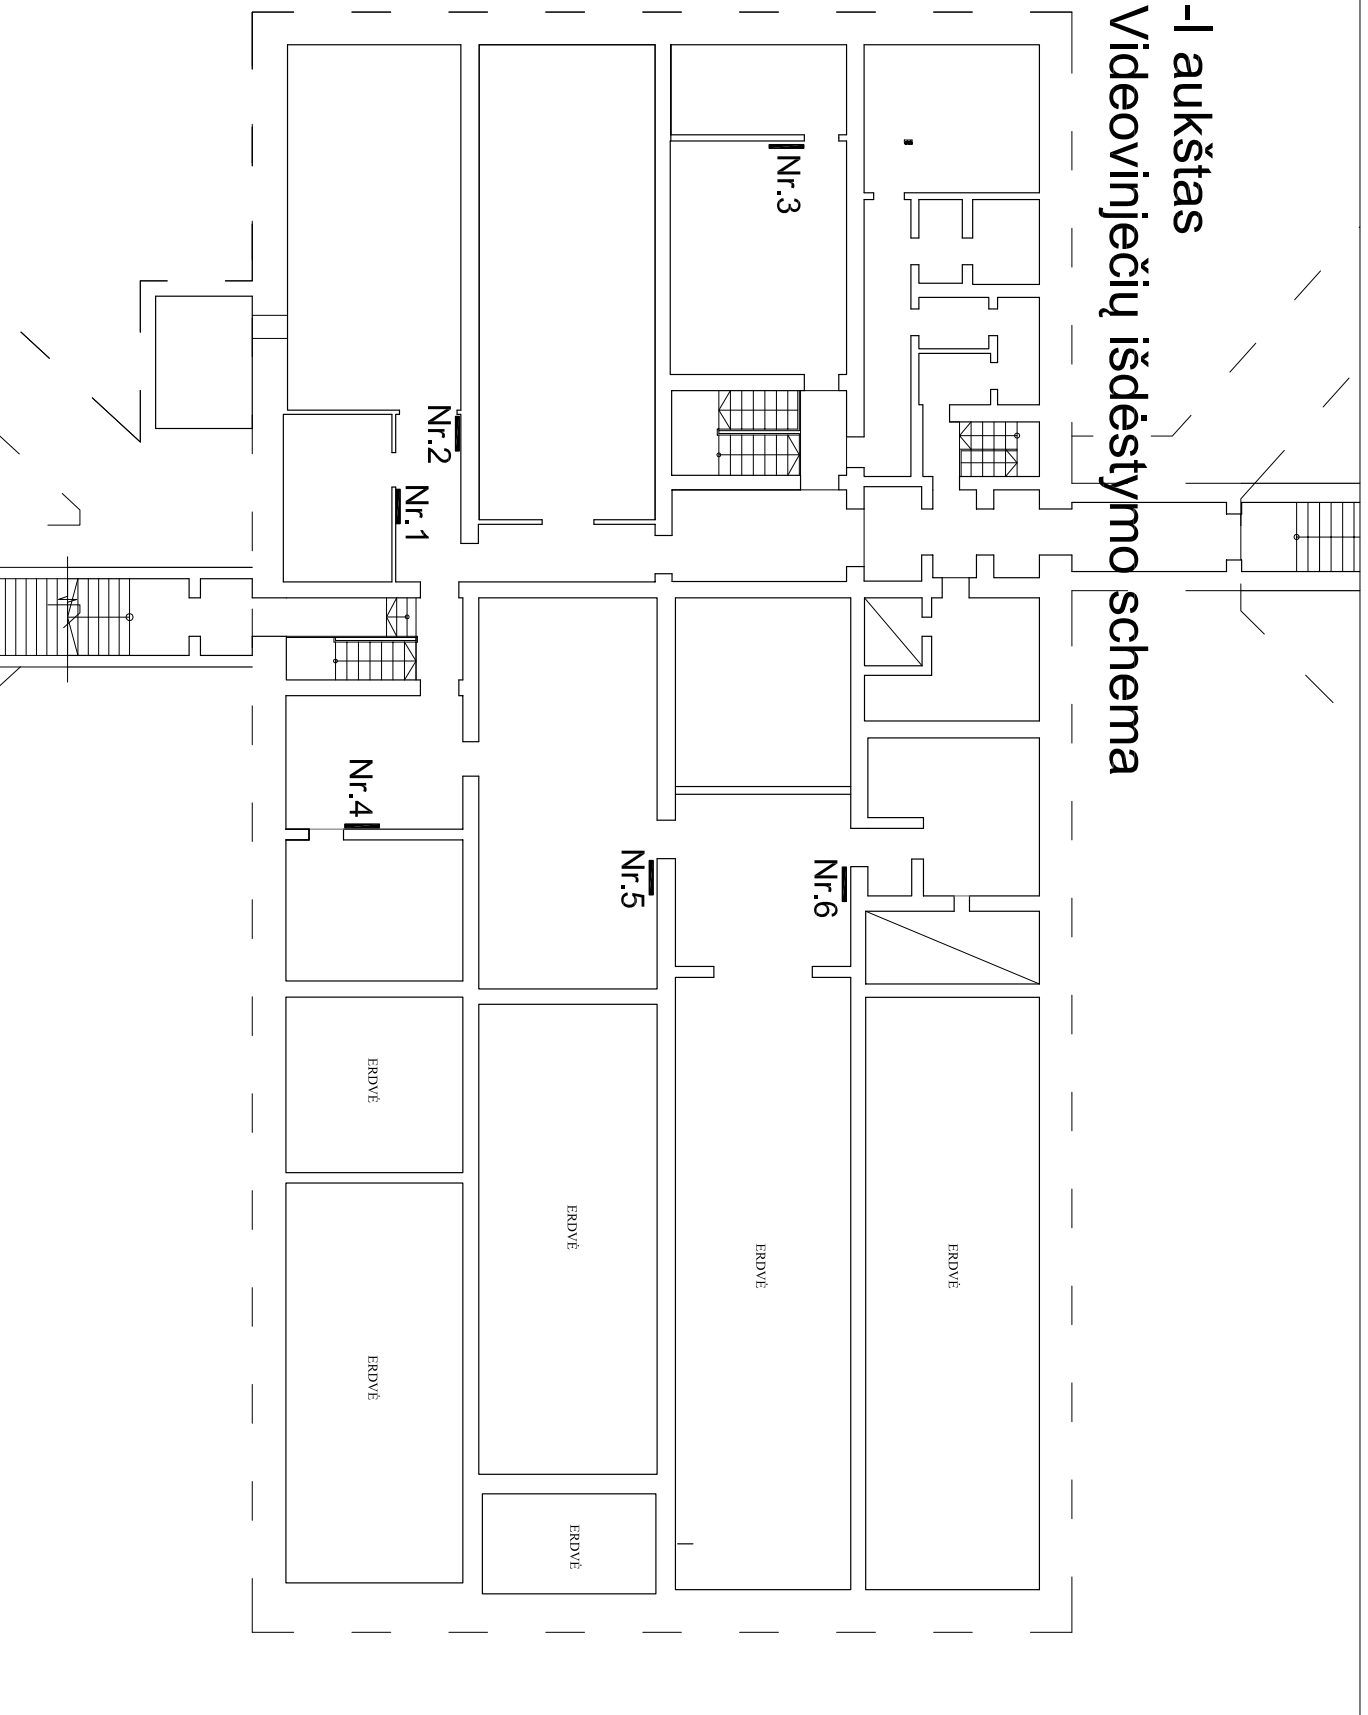 -I aukštas
Videovinječių išdėstymo schema
Nr.3
Nr.2
Nr.1
Nr.6
Nr.5
Nr.4
ERDVĖ
ERDVĖ
ERDVĖ
ERDVĖ
ERDVĖ
ERDVĖ